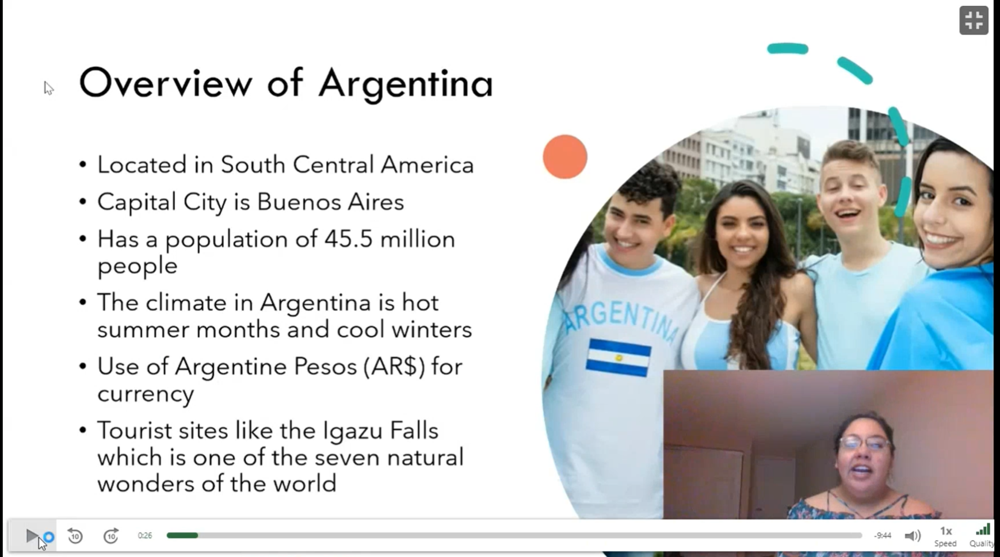 Overview of Argentina
• Located in South Central America
• Capital City is Buenos Aires
• Has a population of 45.5 million
people
• The climate in Argentina is hot
summer months and cool winters
• Use of Argentine Pesos (AR$) for
currency
• Tourist sites like the Igazu Falls
which is one of the seven natural
wonders of the world
ARGENTINA
10
10
0:26
-9:44
1x
Speed
Quality